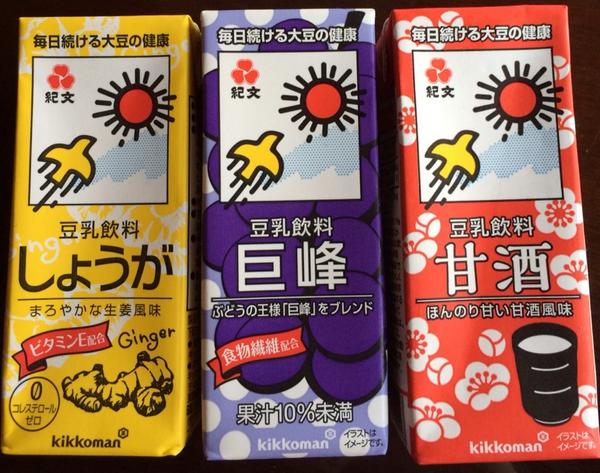 毎日続ける大豆の健康
紀文
豆乳飲料
しょうが
まろやかな生姜風味
ビタミンE配合
Ginger
0
コレステロール
ゼロ
kikkoman
毎日続ける大豆の健康
紀文
豆乳飲料
巨峰
ぶどうの王様「巨峰」をブレンド
食物繊維配合
果汁10%未満
kikkoman
イラストは
イメージです。
毎日続ける大豆の健康
紀文
豆乳飲料
甘酒
ほんのり甘い甘酒風味
kikkoman
イラストは
イメージです。